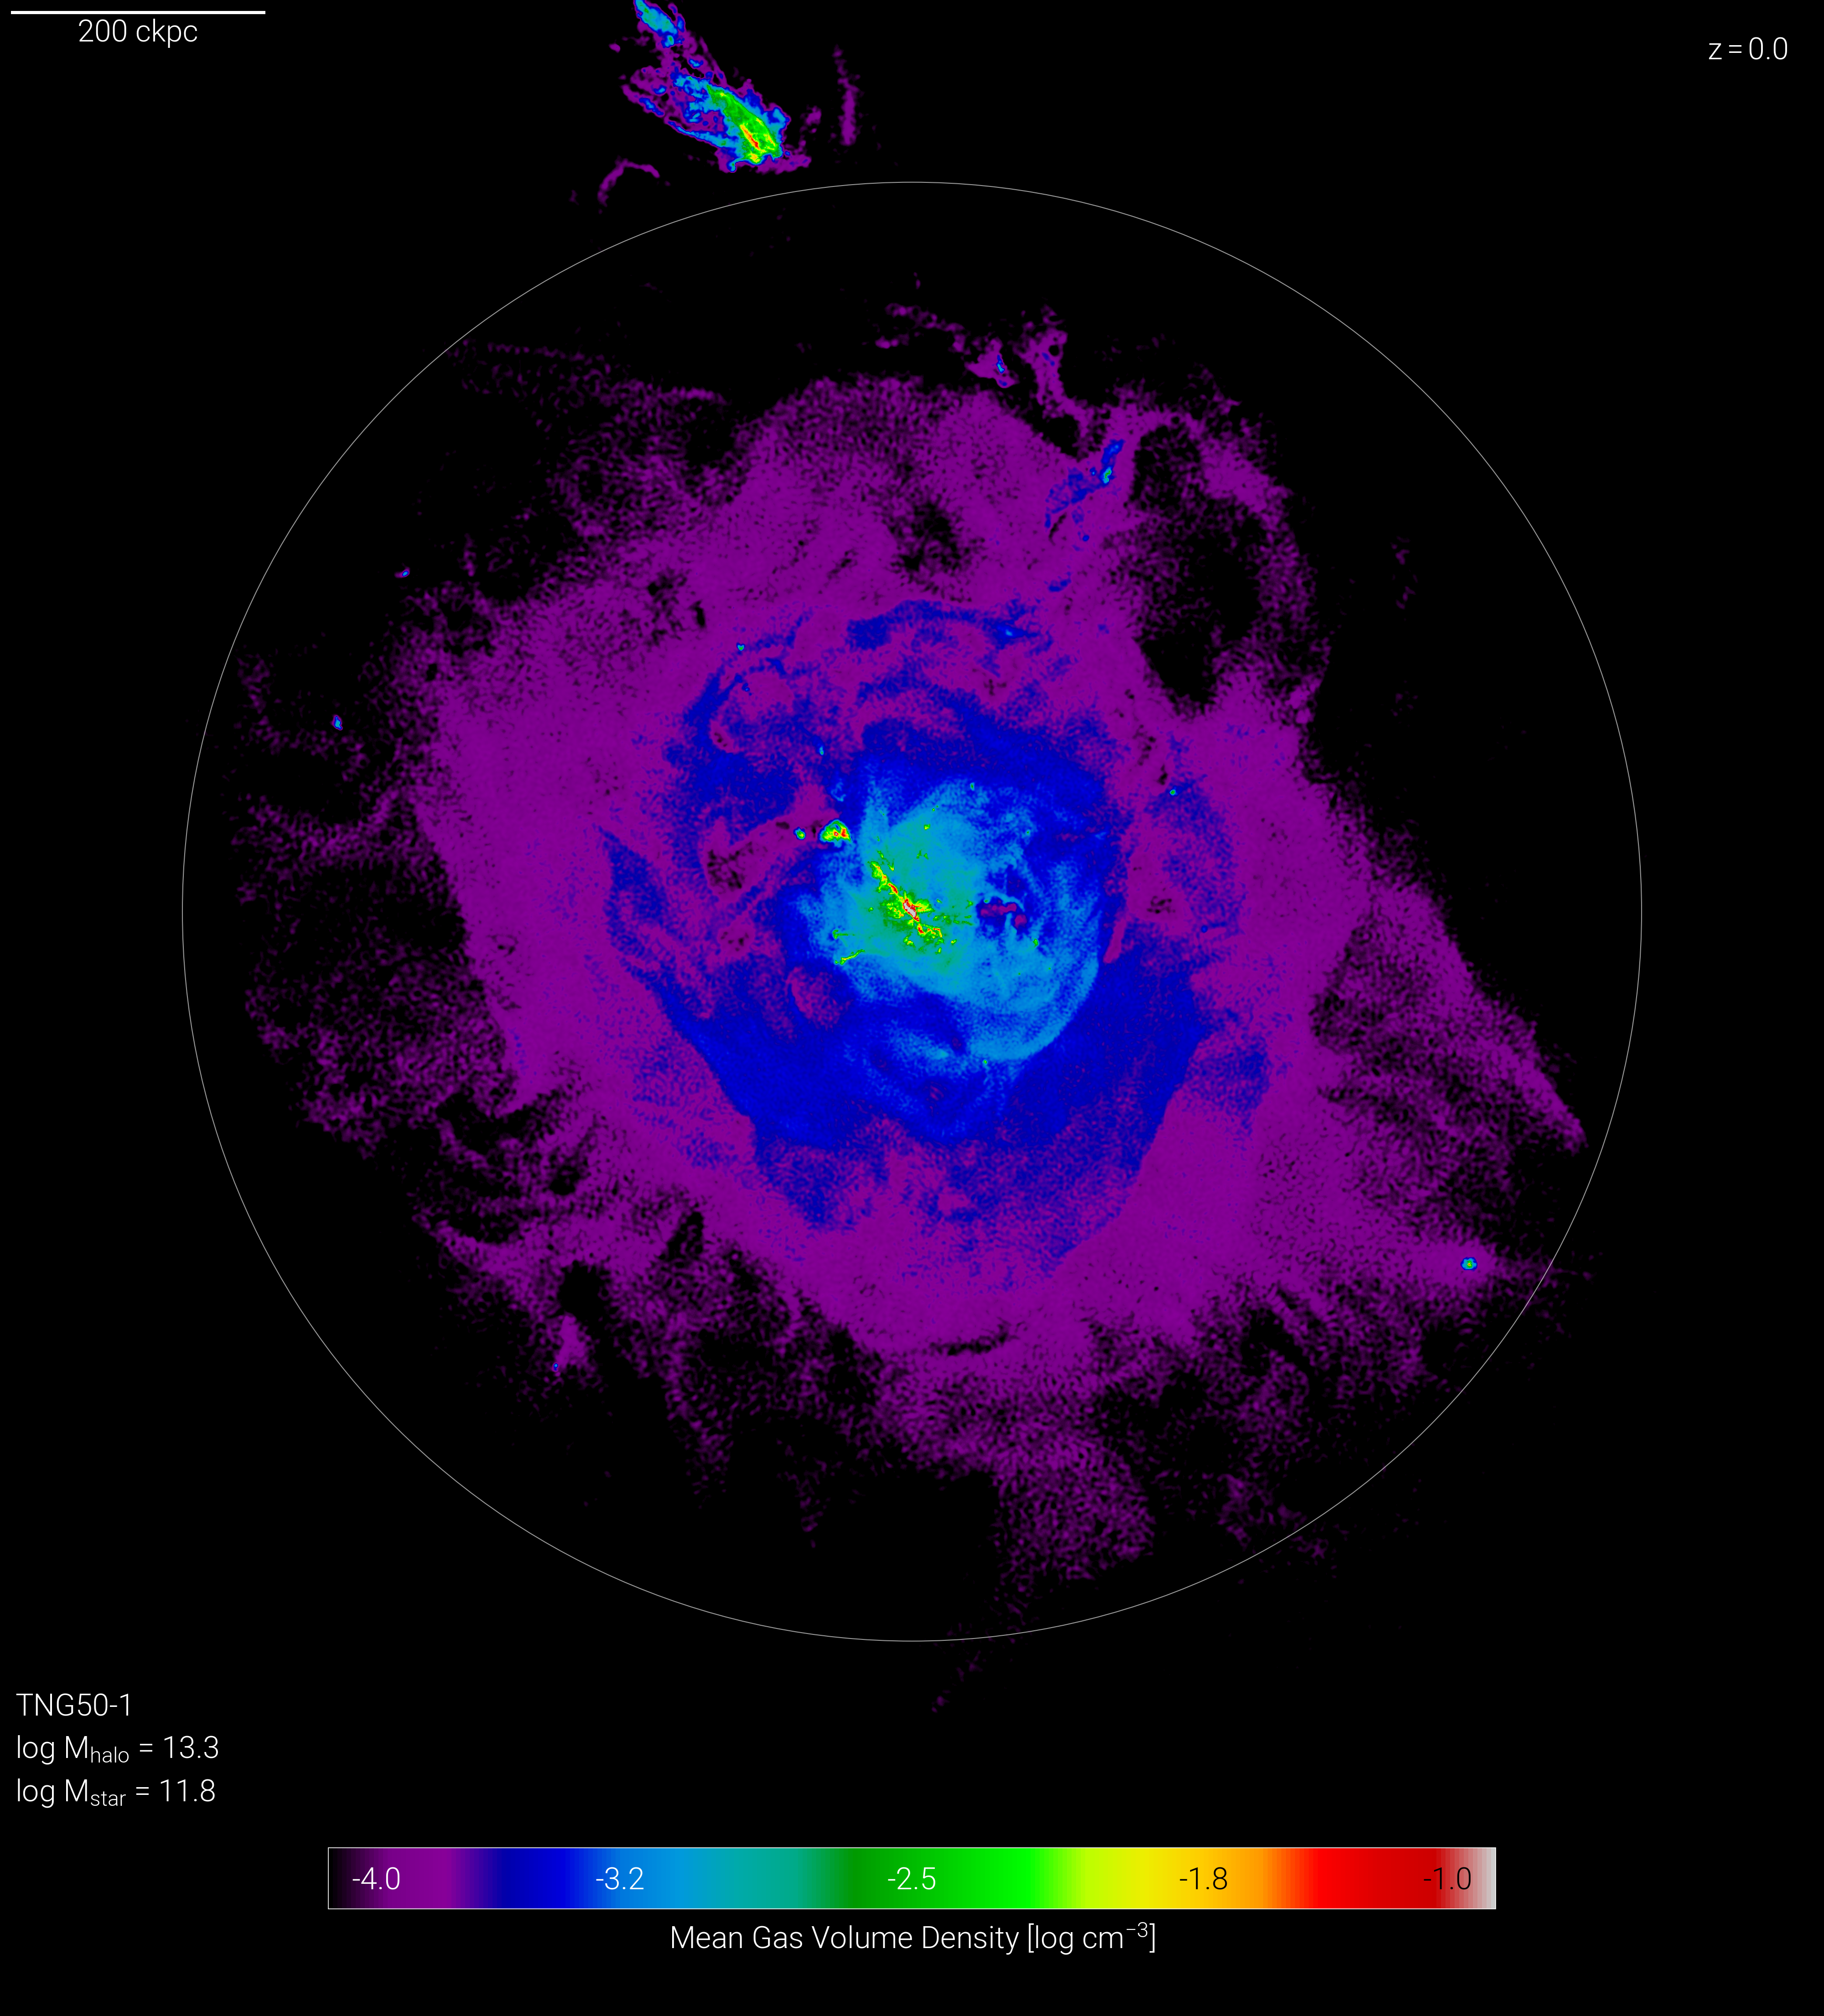 200 ckpc
z = 0.0
TNG50-1
log M_halo = 13.3
log M_star = 11.8
-4.0 -3.2 -2.5 -1.8 -1.0
Mean Gas Volume Density [log cm⁻³]